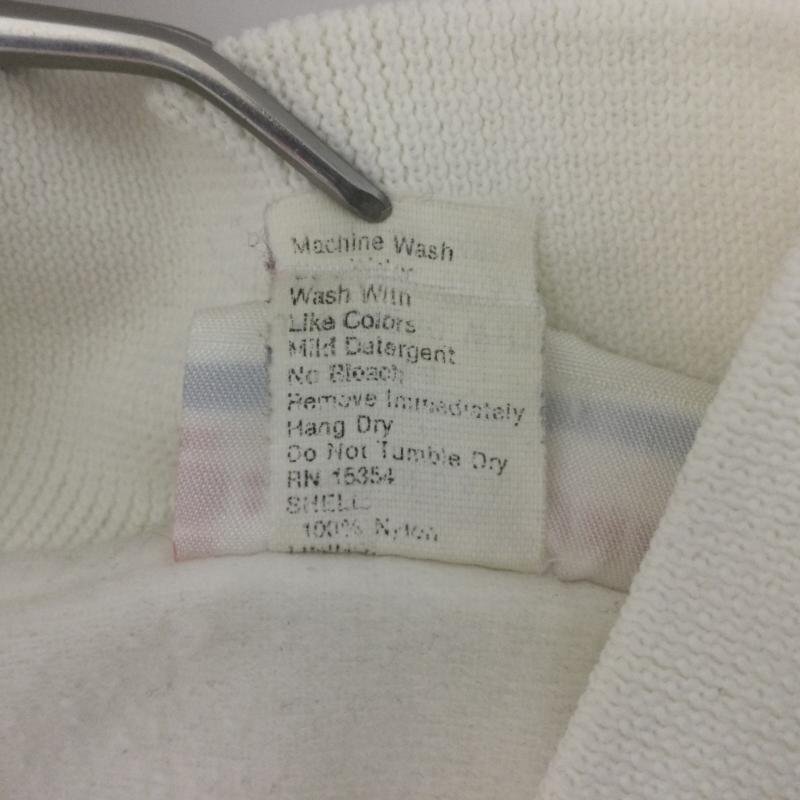 Machine Wash
Wash With
Like Colors
Mild Detergent
No Bleach
Remove Immediately
Hang Dry
Do Not Tumble Dry
RN 15354
SHELL
100% Nylon